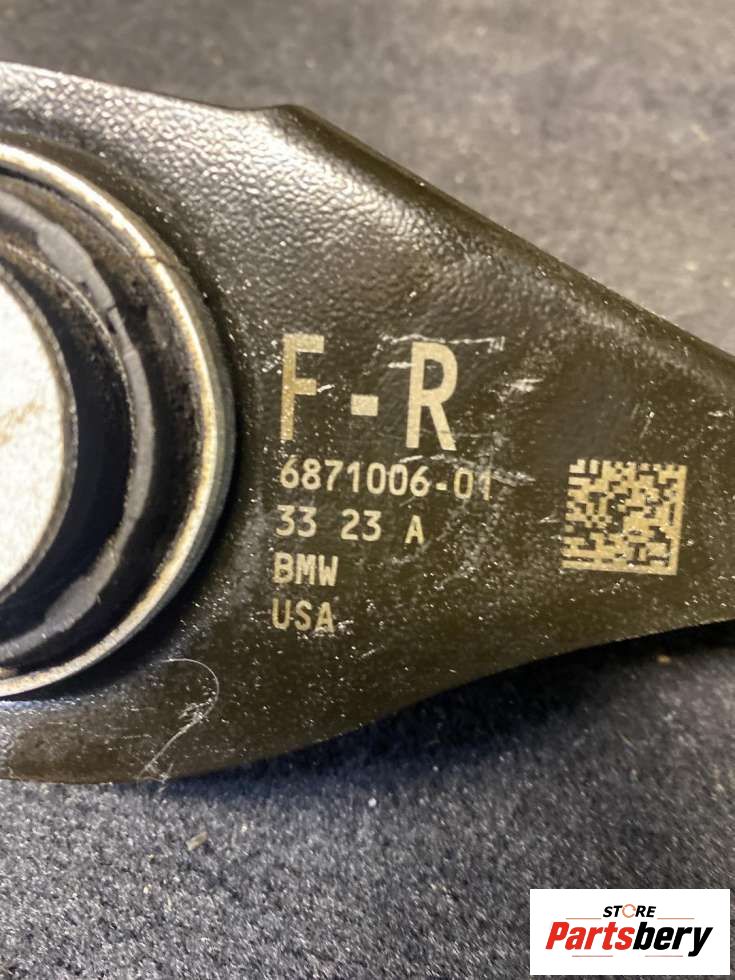 F - R
6871006-01
33 23 A
BMW
USA
STORE
Partsbery